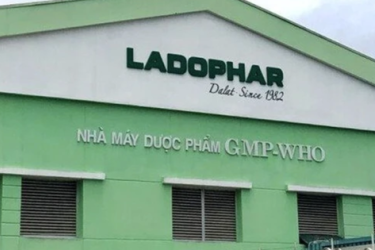 LADOPHAR
Dalat Since 1982
NHÀ MÁY DƯỢC PHẨM GMP-WHO